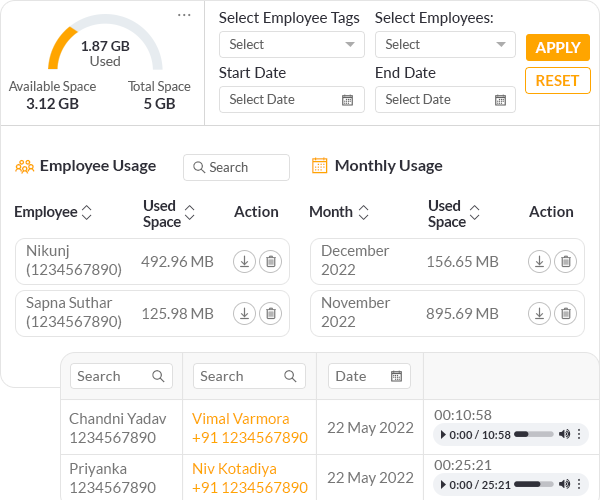 1.87 GB
Used
Available Space
3.12 GB
Total Space
5 GB
Select Employee Tags
Select
Select Employees:
Select
Start Date
Select Date
End Date
Select Date
APPLY
RESET
Employee Usage
Search
Monthly Usage
Employee
Used
Space
Action
Month
Used
Space
Action
Nikunj
(1234567890)
492.96 MB
December
2022
156.65 MB
Sapna Suthar
(1234567890)
125.98 MB
November
2022
895.69 MB
Search
Search
Date
Chandni Yadav
1234567890
Vimal Varmora
+91 1234567890
22 May 2022
00:10:58
0:00 / 10:58
Priyanka
1234567890
Niv Kotadiya
+91 1234567890
22 May 2022
00:25:21
0:00 / 25:21